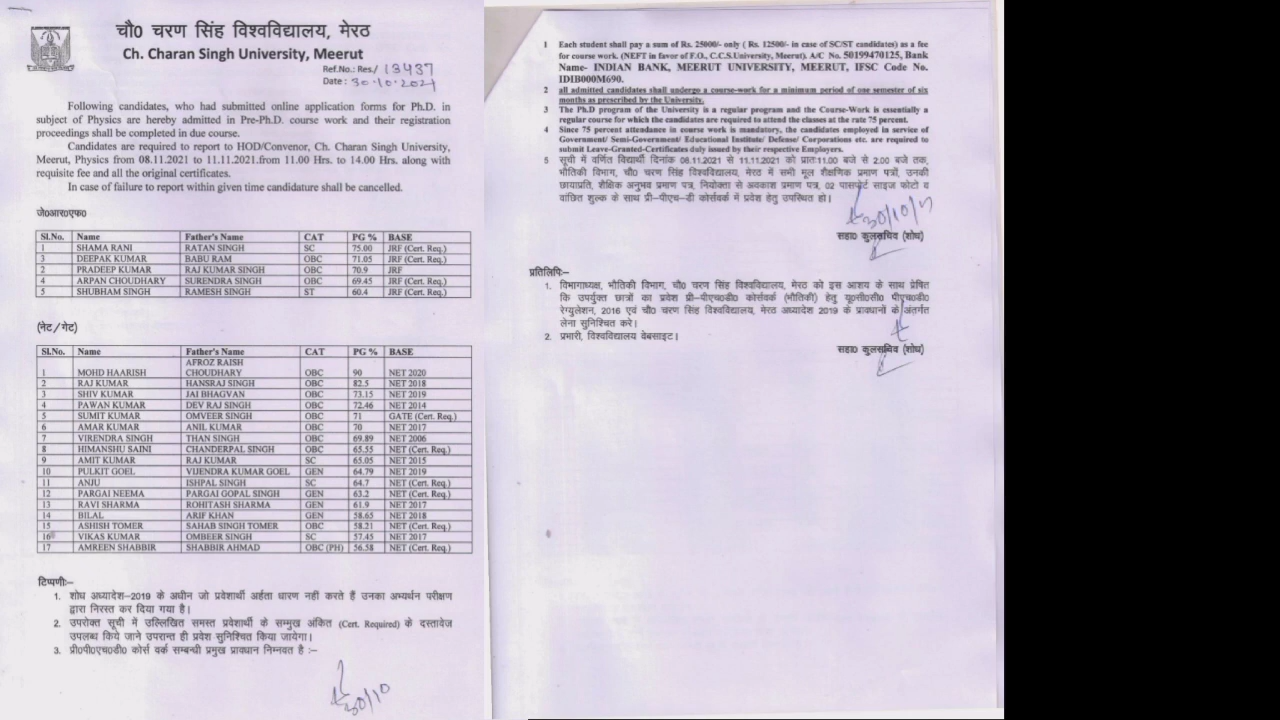 चौ0 चरण सिंह विश्वविद्यालय, मेरठ
Ch. Charan Singh University, Meerut
Ref.No.: Res./ 13437
Date : 30.10.2021
Following candidates, who had submitted online application forms for Ph.D. in
subject of Physics are hereby admitted in Pre-Ph.D. course work and their registration
proceedings shall be completed in due course.
Candidates are required to report to HOD/Convenor, Ch. Charan Singh University,
Meerut, Physics from 08.11.2021 to 11.11.2021.from 11.00 Hrs. to 14.00 Hrs. along with
requisite fee and all the original certificates.
In case of failure to report within given time candidature shall be cancelled.
जे०आर०एफ०
Sl.No. Name Father's Name CAT PG % BASE
1 SHAMA RANI RATAN SINGH SC 75.00 JRF (Cert. Req.)
3 DEEPAK KUMAR BABU RAM OBC 71.05 JRF (Cert. Req.)
2 PRADEEP KUMAR RAJ KUMAR SINGH OBC 70.9 JRF
4 ARPAN CHOUDHARY SURENDRA SINGH OBC 69.45 JRF (Cert. Req.)
5 SHUBHAM SINGH RAMESH SINGH ST 60.4 JRF (Cert. Req.)
(नेट/गेट)
Sl.No. Name Father's Name CAT PG % BASE
1 MOHD HAARISH AFROZ RAISH CHOUDHARY OBC 90 NET 2020
2 RAJ KUMAR HANSRAJ SINGH OBC 82.5 NET 2018
3 SHIV KUMAR JAI BHAGVAN OBC 73.15 NET 2019
4 PAWAN KUMAR DEV RAJ SINGH OBC 72.46 NET 2014
5 SUMIT KUMAR OMVEER SINGH OBC 71 GATE (Cert. Req.)
6 AMAR KUMAR ANIL KUMAR OBC 70 NET 2017
7 VIRENDRA SINGH THAN SINGH OBC 69.89 NET 2006
8 HIMANSHU SAINI CHANDERPAL SINGH OBC 65.55 NET (Cert. Req.)
9 AMIT KUMAR RAJ KUMAR SC 65.05 NET 2015
10 PULKIT GOEL VIJENDRA KUMAR GOEL GEN 64.79 NET 2019
11 ANJU ISHPAL SINGH SC 64.7 NET (Cert. Req.)
12 PARGAI NEEMA PARGAI GOPAL SINGH GEN 63.2 NET (Cert. Req.)
13 RAVI SHARMA ROHITASH SHARMA GEN 61.9 NET 2017
14 BILAL ARIF KHAN GEN 58.65 NET 2018
15 ASHISH TOMER SAHAB SINGH TOMER OBC 58.21 NET (Cert. Req.)
16 VIKAS KUMAR OMBEER SINGH SC 57.45 NET 2017
17 AMREEN SHABBIR SHABBIR AHMAD OBC (PH) 56.58 NET (Cert. Req.)
टिप्पणीः–
1. शोध अध्यादेश–2019 के अधीन जो प्रवेशार्थी अर्हता धारण नहीं करते हैं उनका अभ्यर्थन परीक्षण
द्वारा निरस्त कर दिया गया है।
2. उपरोक्त सूची में उल्लिखित समस्त प्रवेशार्थी के सम्मुख अंकित (Cert. Required) के दस्तावेज
उपलब्ध किये जाने उपरान्त ही प्रवेश सुनिश्चित किया जायेगा।
3. प्री०पी०एच०डी० कोर्स वर्क सम्बन्धी प्रमुख प्रावधान निम्नवत है :–
30/10
1 Each student shall pay a sum of Rs. 25000/- only ( Rs. 12500/- in case of SC/ST candidates) as a fee
for course work. (NEFT in favor of F.O., C.C.S.University, Meerut). A/C No. 50199470125, Bank
Name- INDIAN BANK, MEERUT UNIVERSITY, MEERUT, IFSC Code No.
IDIB000M690.
2 all admitted candidates shall undergo a course-work for a minimum period of one semester of six
months as prescribed by the University.
3 The Ph.D program of the University is a regular program and the Course-Work is essentially a
regular course for which the candidates are required to attend the classes at the rate 75 percent.
4 Since 75 percent attendance in course work is mandatory, the candidates employed in service of
Government/ Semi-Government/ Educational Institute/ Defense/ Corporations etc. are required to
submit Leave-Granted-Certificates duly issued by their respective Employers.
5 सूची में वर्णित विद्यार्थी दिनांक 08.11.2021 से 11.11.2021 को प्रातः11.00 बजे से 2.00 बजे तक,
भौतिकी विभाग, चौ० चरण सिंह विश्वविद्यालय, मेरठ में सभी मूल शैक्षणिक प्रमाण पत्रों, उनकी
छायाप्रति, शैक्षिक अनुभव प्रमाण पत्र, नियोक्ता से अवकाश प्रमाण पत्र, 02 पासपोर्ट साइज फोटो व
वांछित शुल्क के साथ प्री–पीएच–डी कोर्सवर्क में प्रवेश हेतु उपस्थित हो।
30/10/21
सहा० कुलसचिव (शोध)
प्रतिलिपिः–
1. विभागाध्यक्ष, भौतिकी विभाग, चौ० चरण सिंह विश्वविद्यालय, मेरठ को इस आशय के साथ प्रेषित
कि उपर्युक्त छात्रों का प्रवेश प्री–पीएच०डी० कोर्सवर्क (भौतिकी) हेतु यू०सी०सी० पीएच०डी०
रेग्युलेशन, 2016 एवं चौ० चरण सिंह विश्वविद्यालय, मेरठ अध्यादेश 2019 के प्रावधानों के अंतर्गत
लेना सुनिश्चित करे।
2. प्रभारी, विश्वविद्यालय वेबसाइट।
सहा० कुलसचिव (शोध)